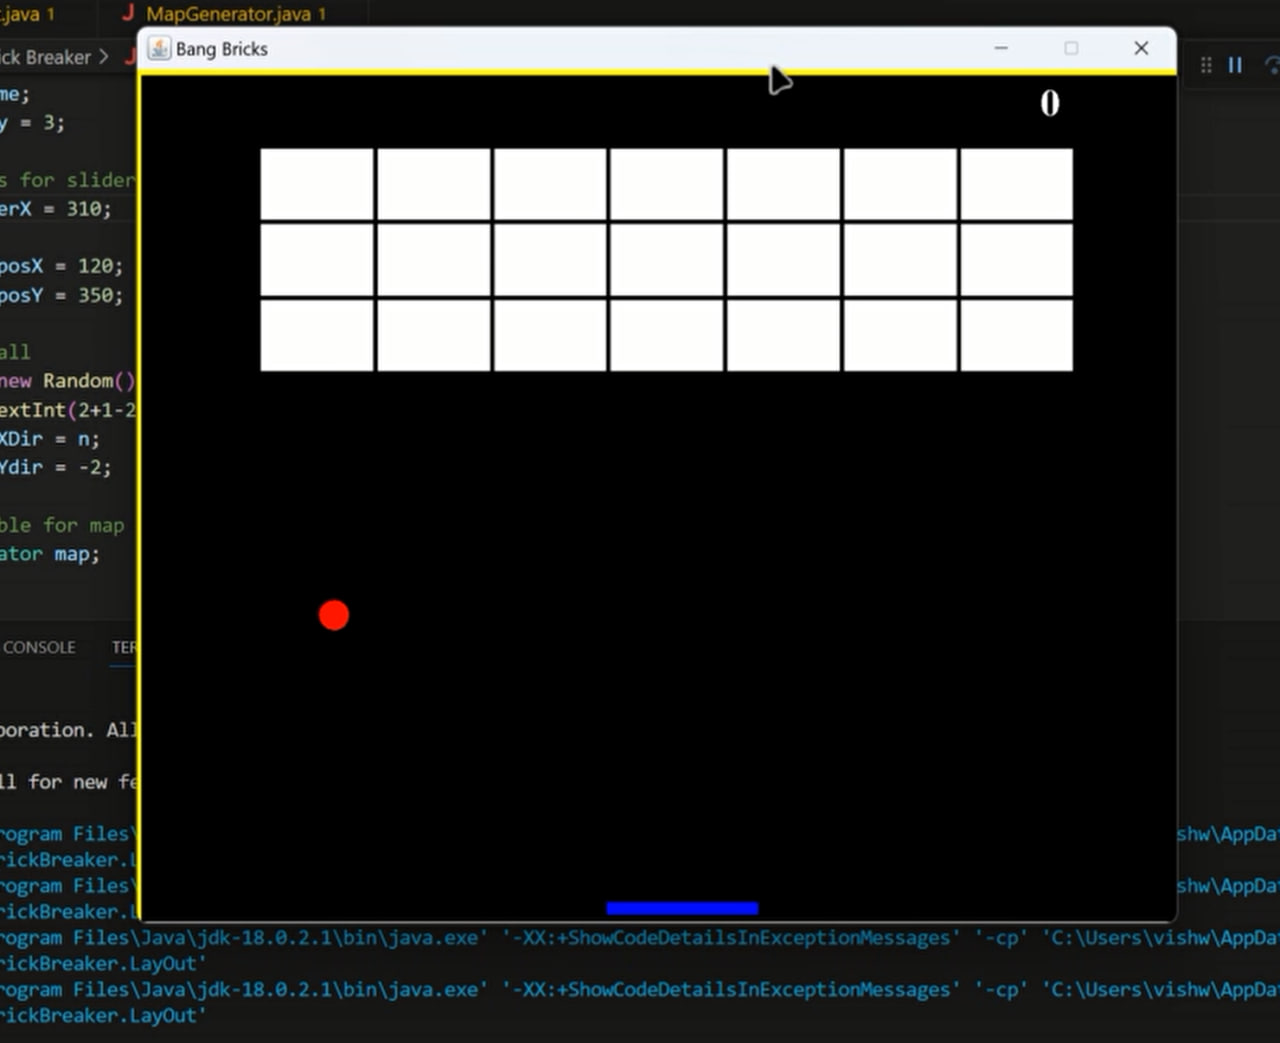 .java 1
MapGenerator.java 1
ick Breaker >
Bang Bricks
0
me;
y = 3;
s for slider
erX = 310;
posX = 120;
posY = 350;
all
new Random()
extInt(2+1-2
XDir = n;
Ydir = -2;
ble for map
ator map;
CONSOLE TER
poration. All
ll for new fe
rogram Files\ shw\AppDa
rickBreaker.L
rogram Files\ shw\AppDa
rickBreaker.L
rogram Files\Java\jdk-18.0.2.1\bin\java.exe' '-XX:+ShowCodeDetailsInExceptionMessages' '-cp' 'C:\Users\vishw\AppDa
rickBreaker.LayOut'
rogram Files\Java\jdk-18.0.2.1\bin\java.exe' '-XX:+ShowCodeDetailsInExceptionMessages' '-cp' 'C:\Users\vishw\AppDa
rickBreaker.LayOut'